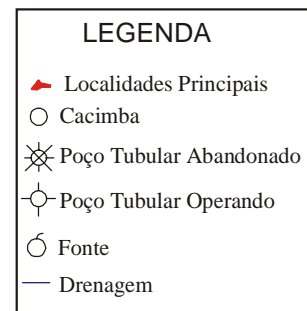 LEGENDA
Localidades Principais
Cacimba
Poço Tubular Abandonado
Poço Tubular Operando
Fonte
Drenagem